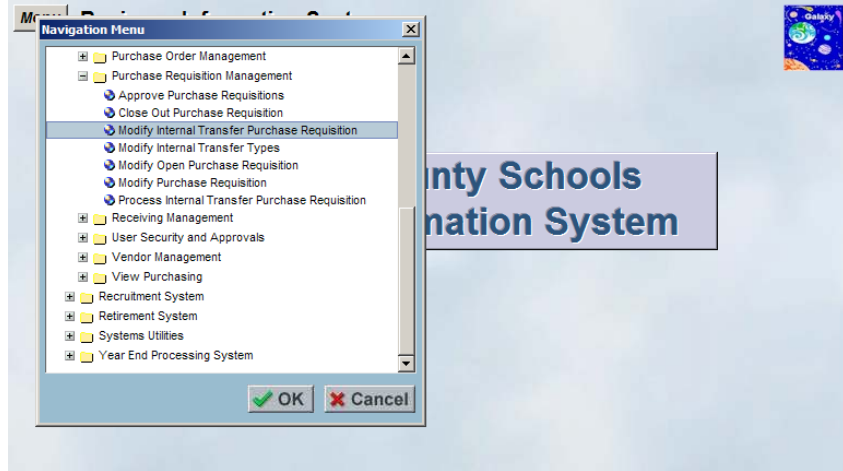 Galaxy
Navigation Menu
Purchase Order Management
Purchase Requisition Management
Approve Purchase Requisitions
Close Out Purchase Requisition
Modify Internal Transfer Purchase Requisition
Modify Internal Transfer Types
Modify Open Purchase Requisition
Modify Purchase Requisition
Process Internal Transfer Purchase Requisition
Receiving Management
User Security and Approvals
Vendor Management
View Purchasing
Recruitment System
Retirement System
Systems Utilities
Year End Processing System
OK
Cancel
nty Schools
mation System